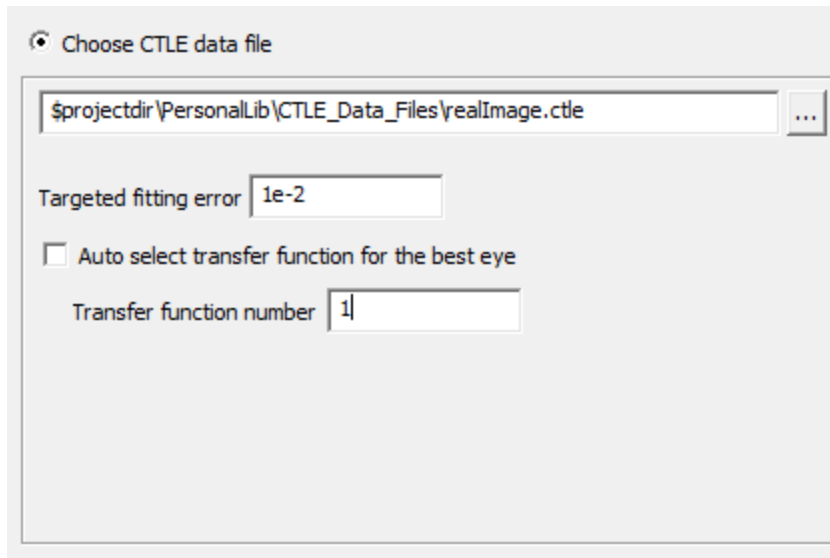 Choose CTLE data file
$projectdir\PersonalLib\CTLE_Data_Files\realImage.ctle
...
Targeted fitting error 1e-2
Auto select transfer function for the best eye
Transfer function number 1